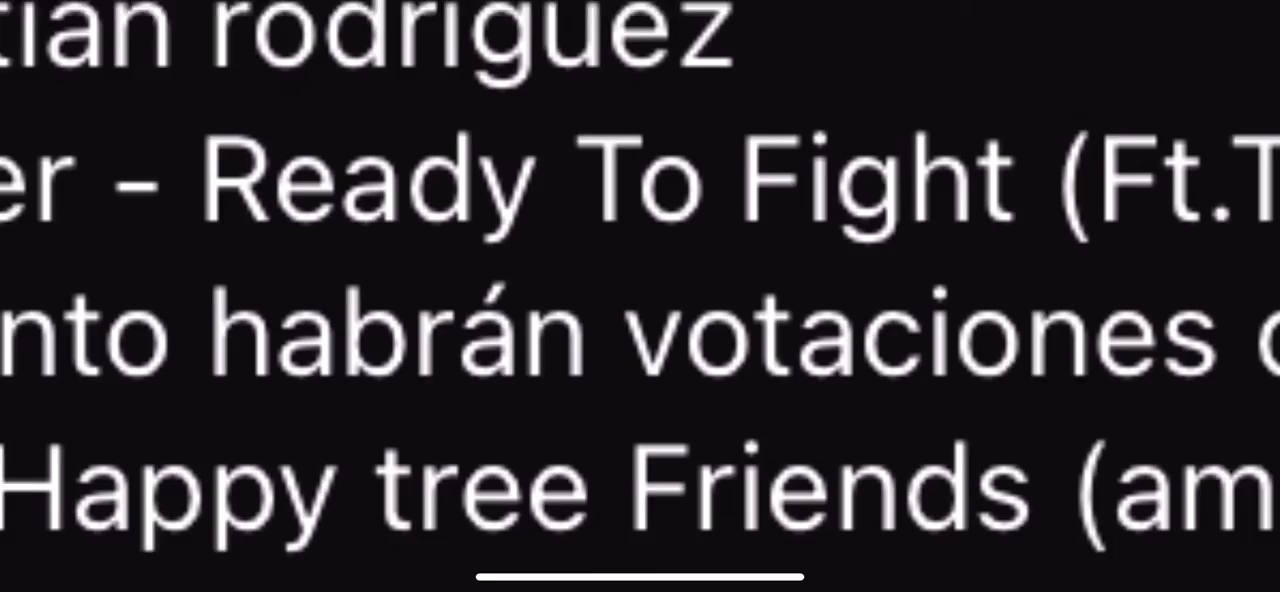 tian rodriguez
er - Ready To Fight (Ft.T
nto habrán votaciones
Happy tree Friends (am